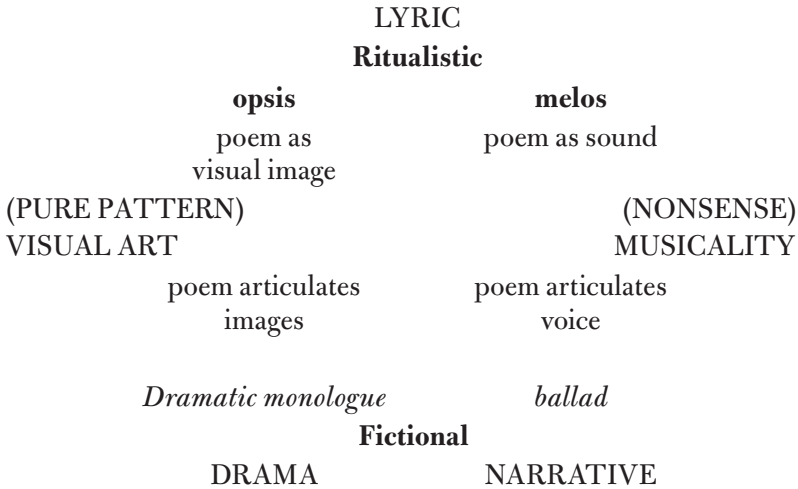 LYRIC
Ritualistic
opsis melos
poem as poem as sound
visual image
(PURE PATTERN) (NONSENSE)
VISUAL ART MUSICALITY
poem articulates poem articulates
images voice
Dramatic monologue ballad
Fictional
DRAMA NARRATIVE